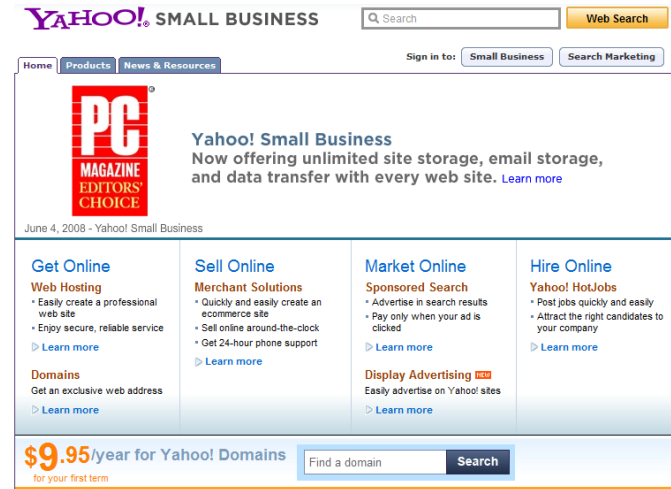 YAHOO!® SMALL BUSINESS
Search
Web Search
Home Products News & Resources
Sign in to: Small Business Search Marketing
PC®
MAGAZINE
EDITORS'
CHOICE
Yahoo! Small Business
Now offering unlimited site storage, email storage,
and data transfer with every web site. Learn more
June 4, 2008 - Yahoo! Small Business
Get Online
Web Hosting
Easily create a professional
web site
Enjoy secure, reliable service
Learn more
Domains
Get an exclusive web address
Learn more
Sell Online
Merchant Solutions
Quickly and easily create an
ecommerce site
Sell online around-the-clock
Get 24-hour phone support
Learn more
Market Online
Sponsored Search
Advertise in search results
Pay only when your ad is
clicked
Learn more
Display Advertising NEW
Easily advertise on Yahoo! sites
Learn more
Hire Online
Yahoo! HotJobs
Post jobs quickly and easily
Attract the right candidates to
your company
Learn more
$9.95/year for Yahoo! Domains
for your first term
Find a domain
Search